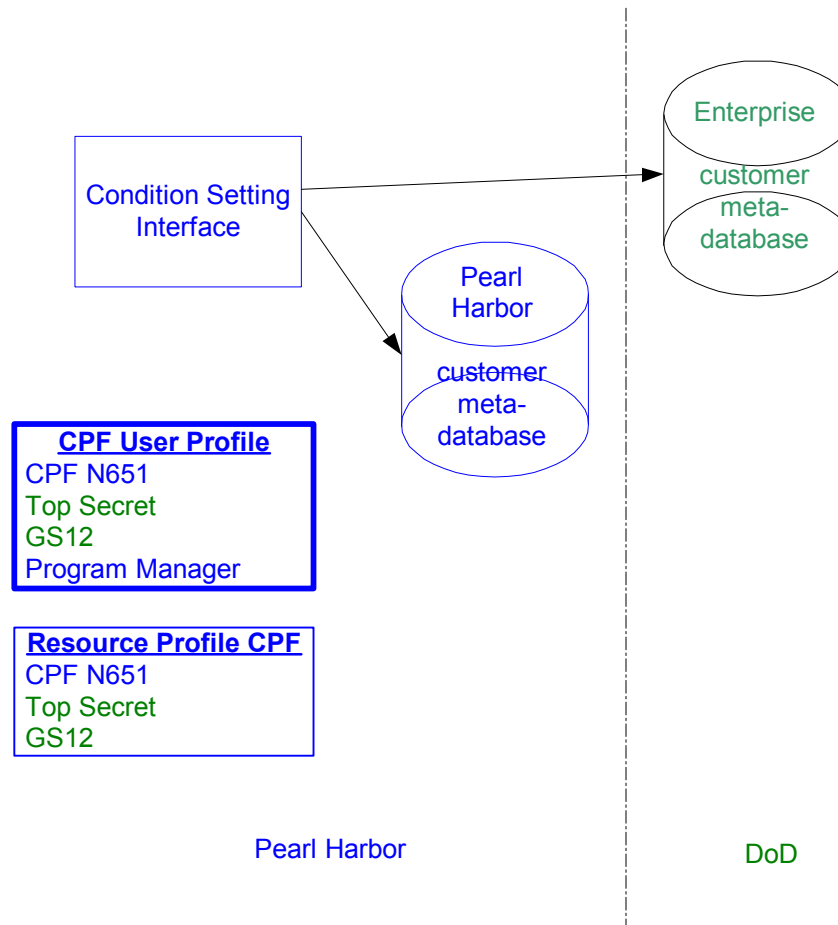 Enterprise
customer
meta-
database
Condition Setting
Interface
Pearl
Harbor
customer
meta-
database
CPF User Profile
CPF N651
Top Secret
GS12
Program Manager
Resource Profile CPF
CPF N651
Top Secret
GS12
Pearl Harbor
DoD